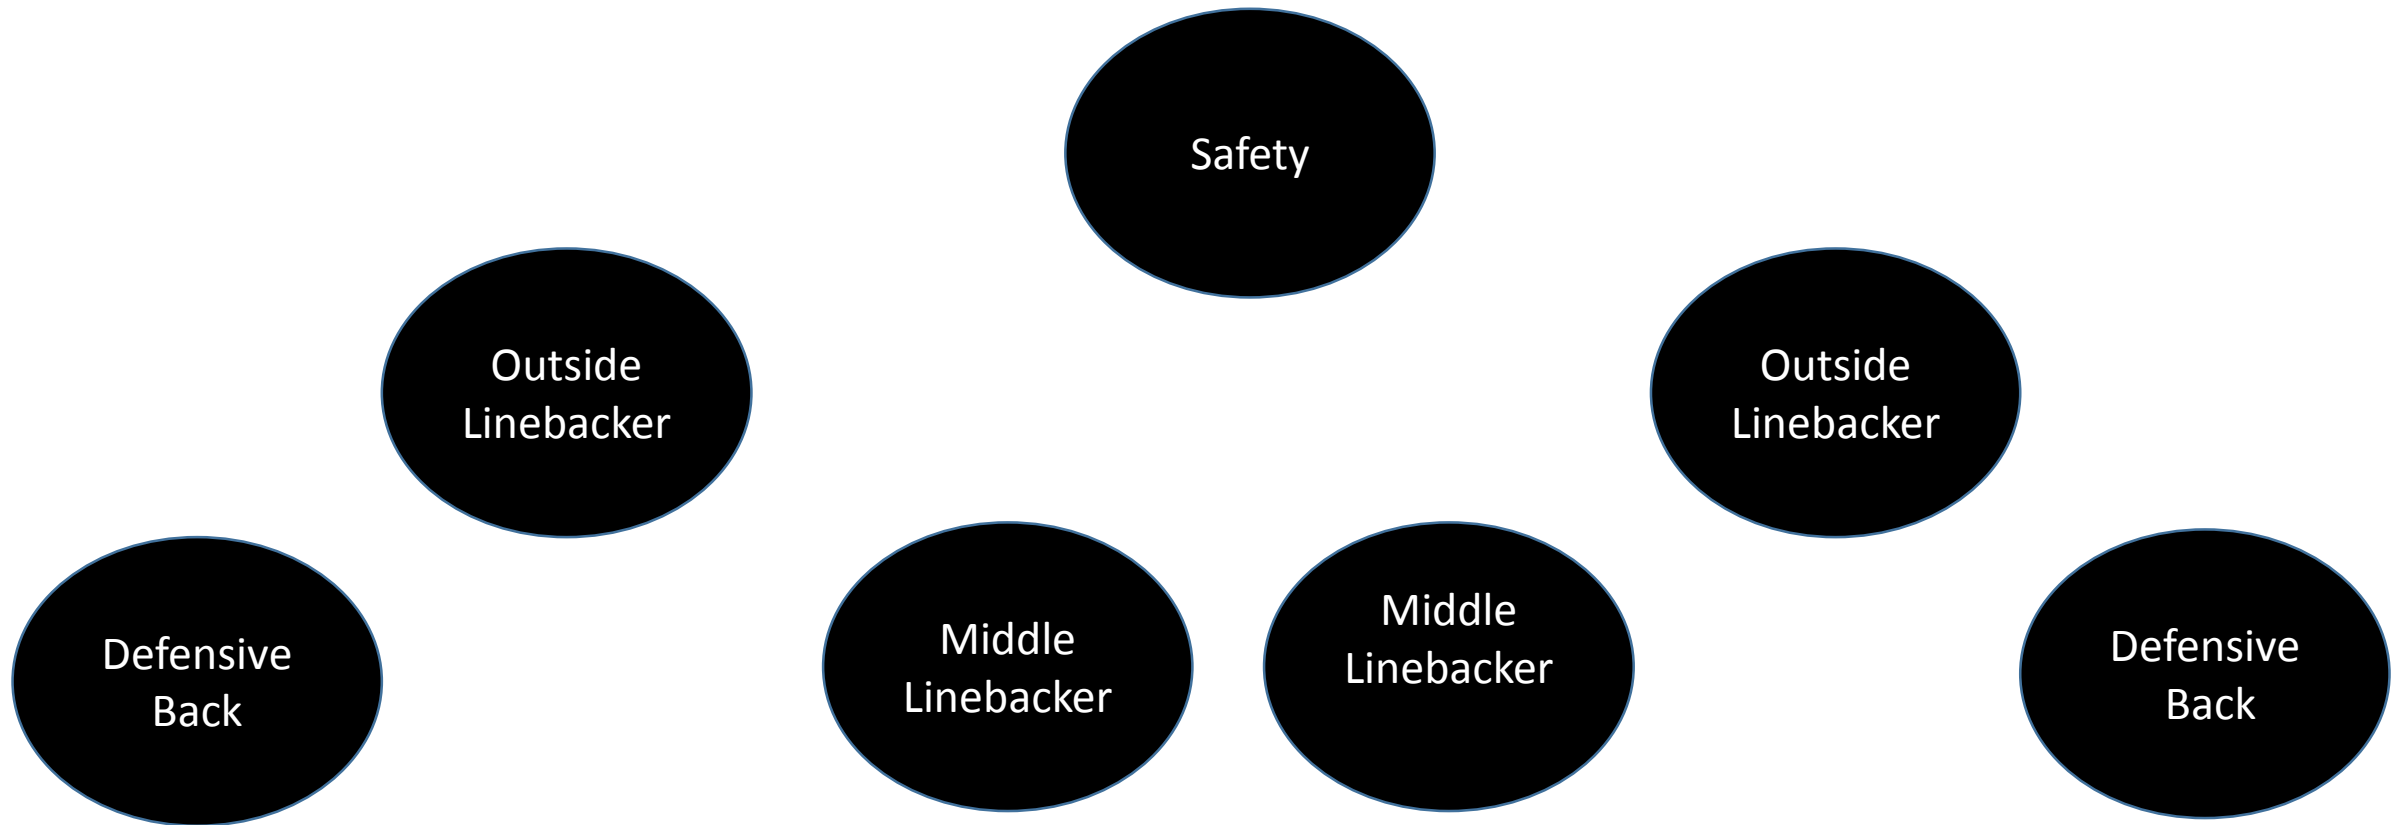 Safety
Outside
Linebacker
Outside
Linebacker
Defensive
Back
Middle
Linebacker
Middle
Linebacker
Defensive
Back